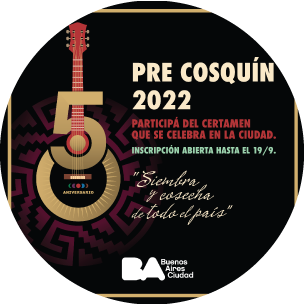 50
ANIVERSARIO
PRE COSQUÍN
2022
PARTICIPÁ DEL CERTAMEN
QUE SE CELEBRA EN LA CIUDAD.
INSCRIPCIÓN ABIERTA HASTA EL 19/9.
"Siembra
y cosecha
de todo el país"
BA
Buenos
Aires
Ciudad